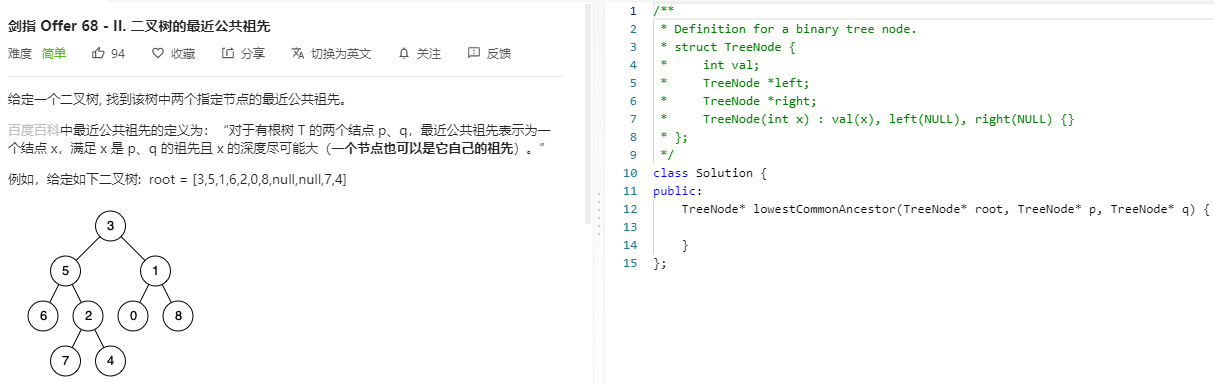 剑指 Offer 68 - II. 二叉树的最近公共祖先
难度 简单 94 收藏 分享 切换为英文 关注 反馈
给定一个二叉树, 找到该树中两个指定节点的最近公共祖先。
百度百科中最近公共祖先的定义为：“对于有根树 T 的两个结点 p、q，最近公共祖先表示为一
个结点 x，满足 x 是 p、q 的祖先且 x 的深度尽可能大（一个节点也可以是它自己的祖先）。”
例如，给定如下二叉树: root = [3,5,1,6,2,0,8,null,null,7,4]
3
5 1
6 2 0 8
7 4
1 /**
2 * Definition for a binary tree node.
3 * struct TreeNode {
4 * int val;
5 * TreeNode *left;
6 * TreeNode *right;
7 * TreeNode(int x) : val(x), left(NULL), right(NULL) {}
8 * };
9 */
10 class Solution {
11 public:
12 TreeNode* lowestCommonAncestor(TreeNode* root, TreeNode* p, TreeNode* q) {
13
14 }
15 };